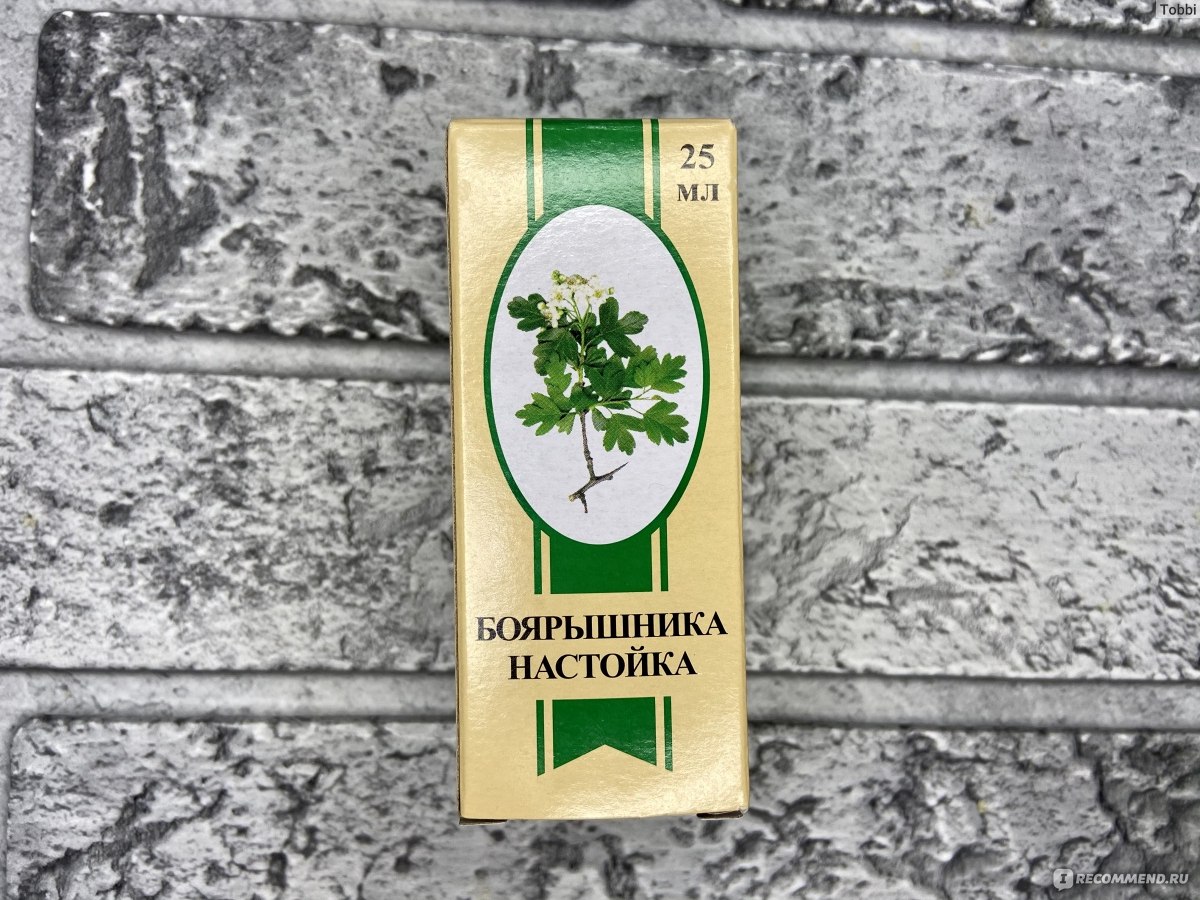 Tobbi
25
МЛ
БОЯРЫШНИКА
НАСТОЙКА
I RECOMMEND.RU